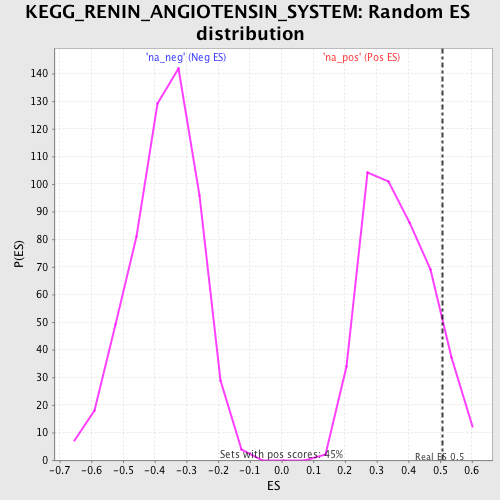 KEGG_RENIN_ANGIOTENSIN_SYSTEM: Random ES
distribution
'na_neg' (Neg ES)
'na_pos' (Pos ES)
P(ES)
140
130
120
110
100
90
80
70
60
50
40
30
20
10
0
Sets with pos scores: 45%
Real ES 0.5
-0.7 -0.6 -0.5 -0.4 -0.3 -0.2 -0.1 0.0 0.1 0.2 0.3 0.4 0.5 0.6
ES